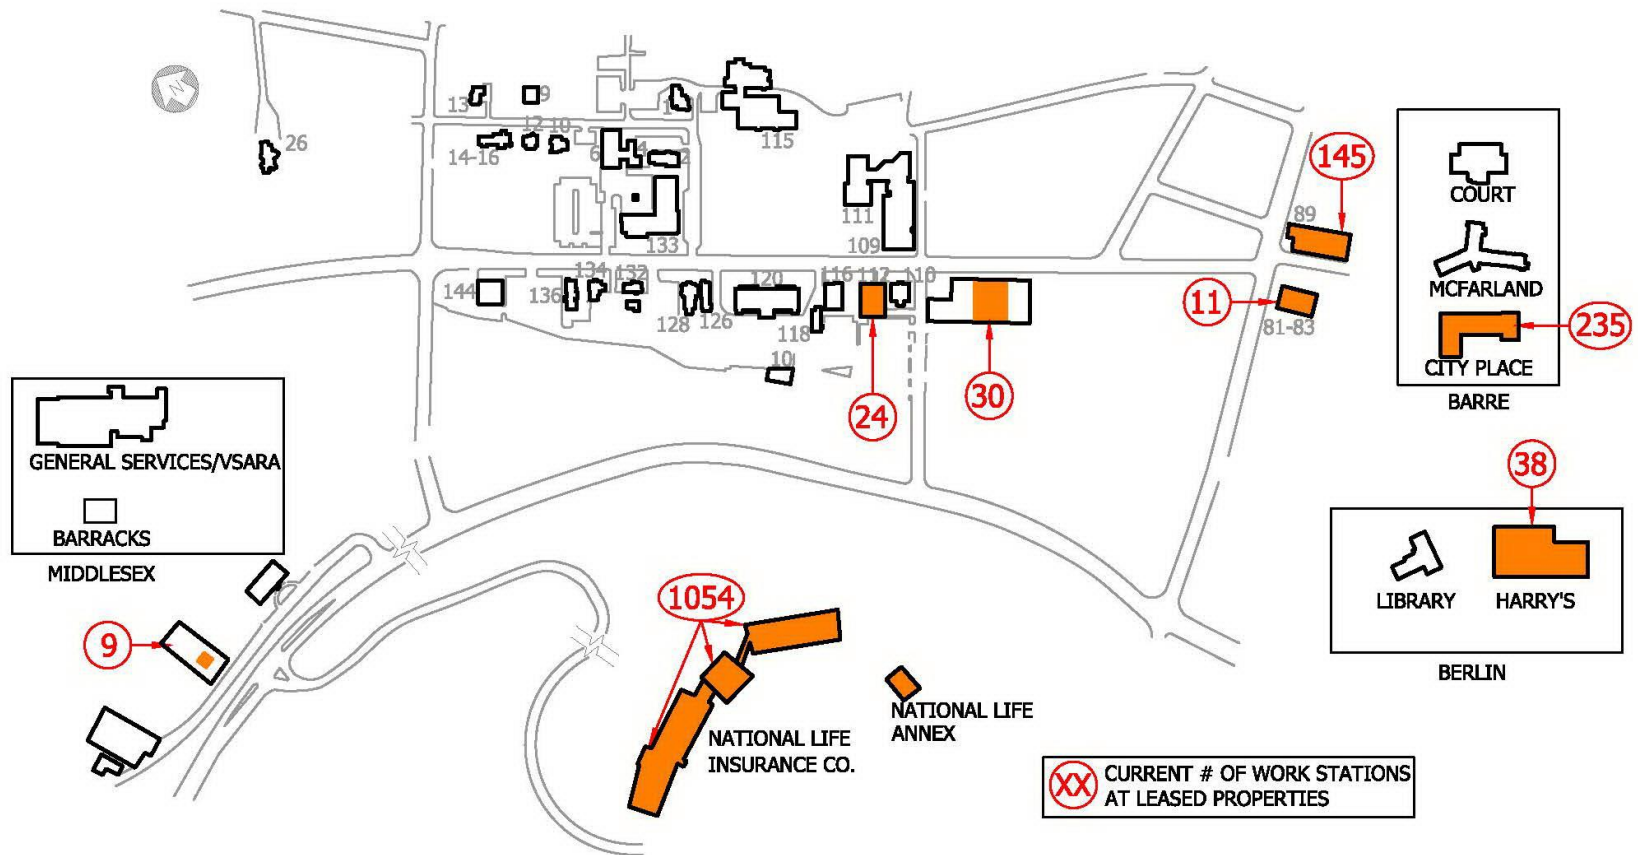 N
26
13
9
12
10
14-16
6
4
2
1
115
133
111
109
89
145
144
136
134
132
128
126
120
118
116
112
110
10
24
30
11
81-83
COURT
MCFARLAND
235
CITY PLACE
BARRE
GENERAL SERVICES/VSARA
BARRACKS
MIDDLESEX
9
1054
NATIONAL LIFE
INSURANCE CO.
NATIONAL LIFE
ANNEX
38
LIBRARY
HARRY'S
BERLIN
XX
CURRENT # OF WORK STATIONS
AT LEASED PROPERTIES